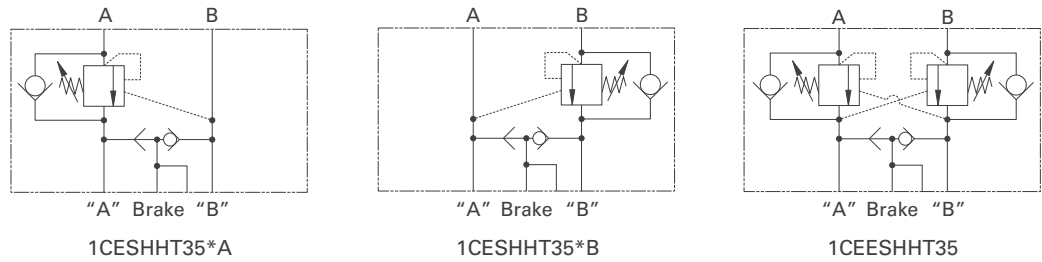 A B
"A" Brake "B"
1CESHHT35*A
A B
"A" Brake "B"
1CESHHT35*B
A B
"A" Brake "B"
1CEESHHT35